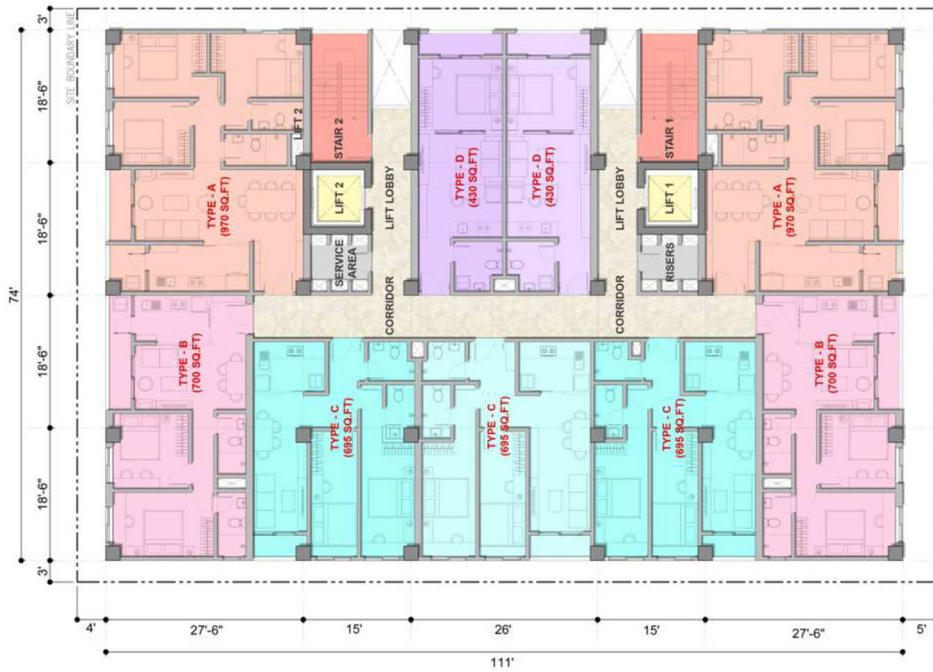 3'
SITE BOUNDARY LINE
18'-6"
18'-6"
74'
18'-6"
18'-6"
3'
TYPE - A
(970 SQ.FT)
LIFT 2
STAIR 2
LIFT 2
LIFT LOBBY
SERVICE
AREA
CORRIDOR
TYPE - D
(430 SQ.FT)
TYPE - D
(430 SQ.FT)
STAIR 1
LIFT LOBBY
LIFT 1
RISERS
CORRIDOR
TYPE - A
(970 SQ.FT)
TYPE - B
(700 SQ.FT)
TYPE - C
(695 SQ.FT)
TYPE - C
(695 SQ.FT)
TYPE - C
(695 SQ.FT)
TYPE - B
(700 SQ.FT)
4'
27'-6"
15'
26'
15'
27'-6"
5'
111'